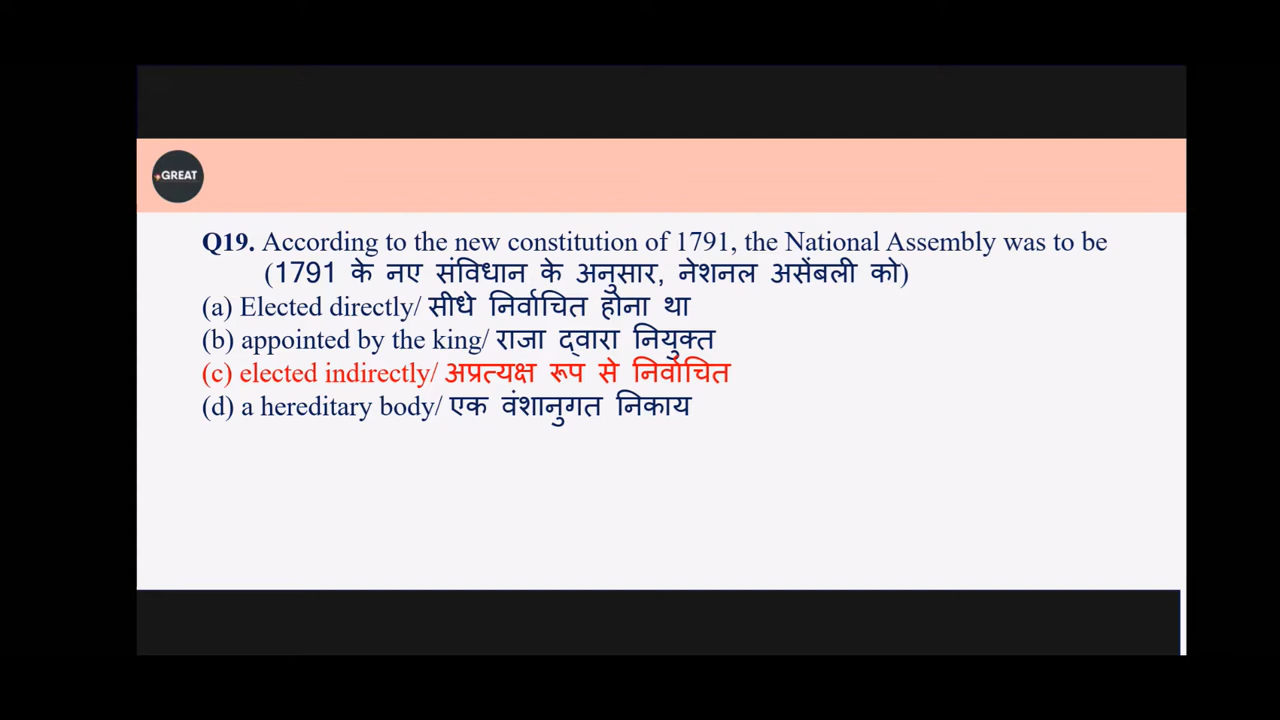 GREAT
Q19. According to the new constitution of 1791, the National Assembly was to be
(1791 के नए संविधान के अनुसार, नेशनल असेंबली को)
(a) Elected directly/ सीधे निर्वाचित होना था
(b) appointed by the king/ राजा द्वारा नियुक्त
(c) elected indirectly/ अप्रत्यक्ष रूप से निर्वाचित
(d) a hereditary body/ एक वंशानुगत निकाय